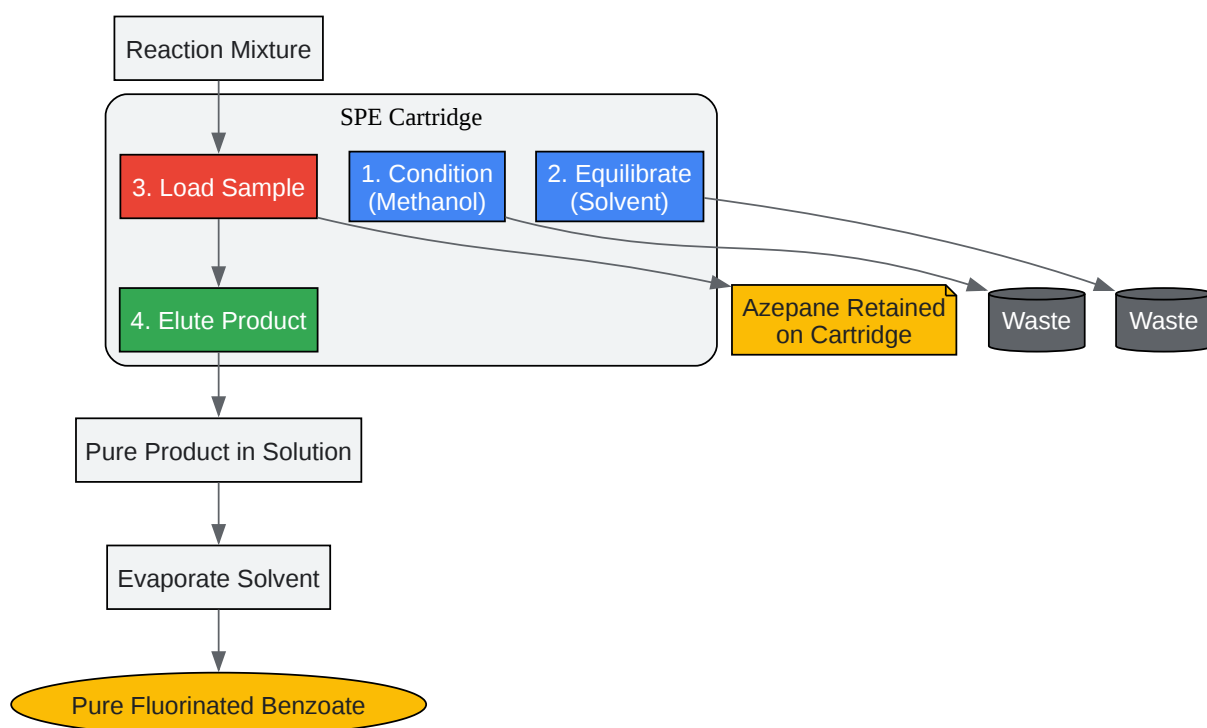 Reaction Mixture
SPE Cartridge
3. Load Sample
1. Condition
(Methanol)
2. Equilibrate
(Solvent)
4. Elute Product
Azepane Retained
on Cartridge
Waste
Waste
Pure Product in Solution
Evaporate Solvent
Pure Fluorinated Benzoate